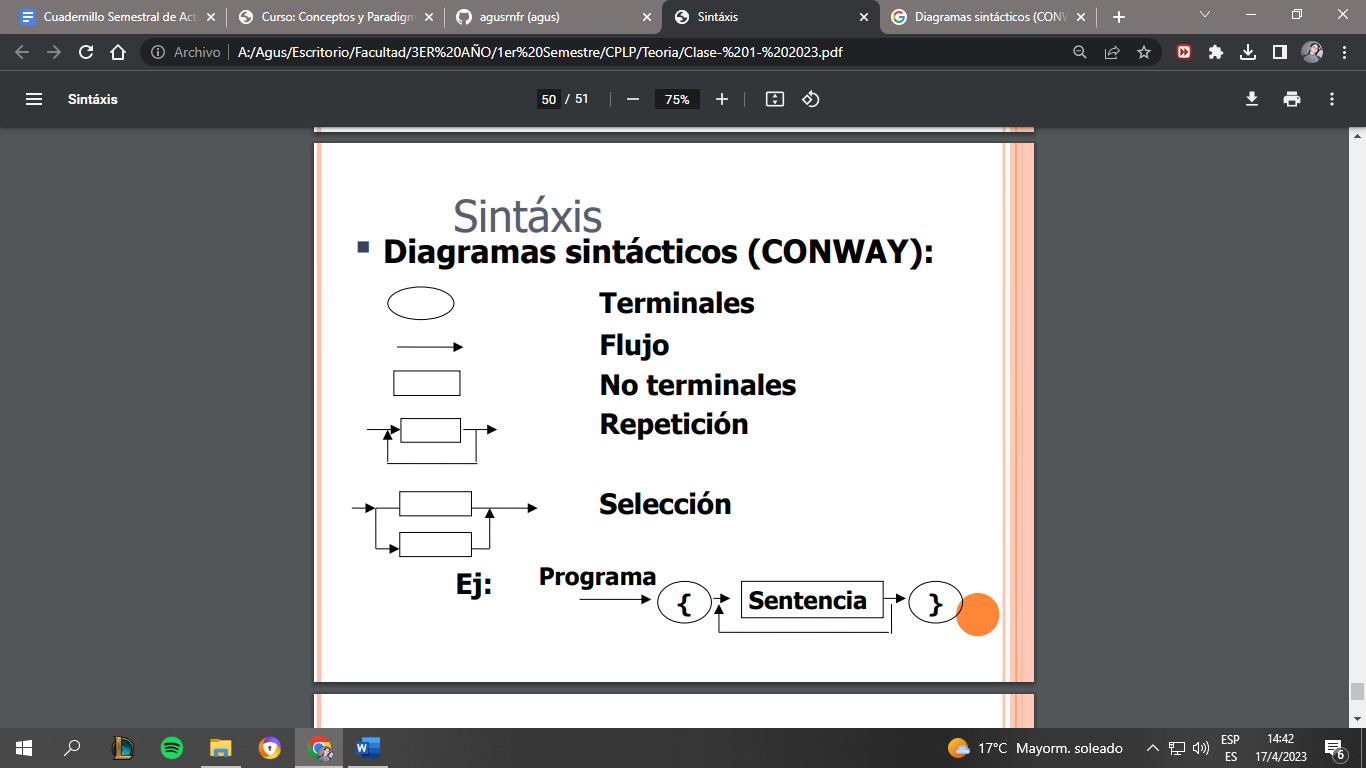 Cuadernillo Semestral de Act
Curso: Conceptos y Paradigm
agusrnfr (agus)
Sintáxis
Diagramas sintácticos (CONW
Archivo
A:/Agus/Escritorio/Facultad/3ER%20AÑO/1er%20Semestre/CPLP/Teoria/Clase-%201-%202023.pdf
Sintáxis
50 / 51
75%
Sintáxis
Diagramas sintácticos (CONWAY):
Terminales
Flujo
No terminales
Repetición
Selección
Ej:
Programa
{
Sentencia
}
17°C Mayorm. soleado
ESP
ES
14:42
17/4/2023
6